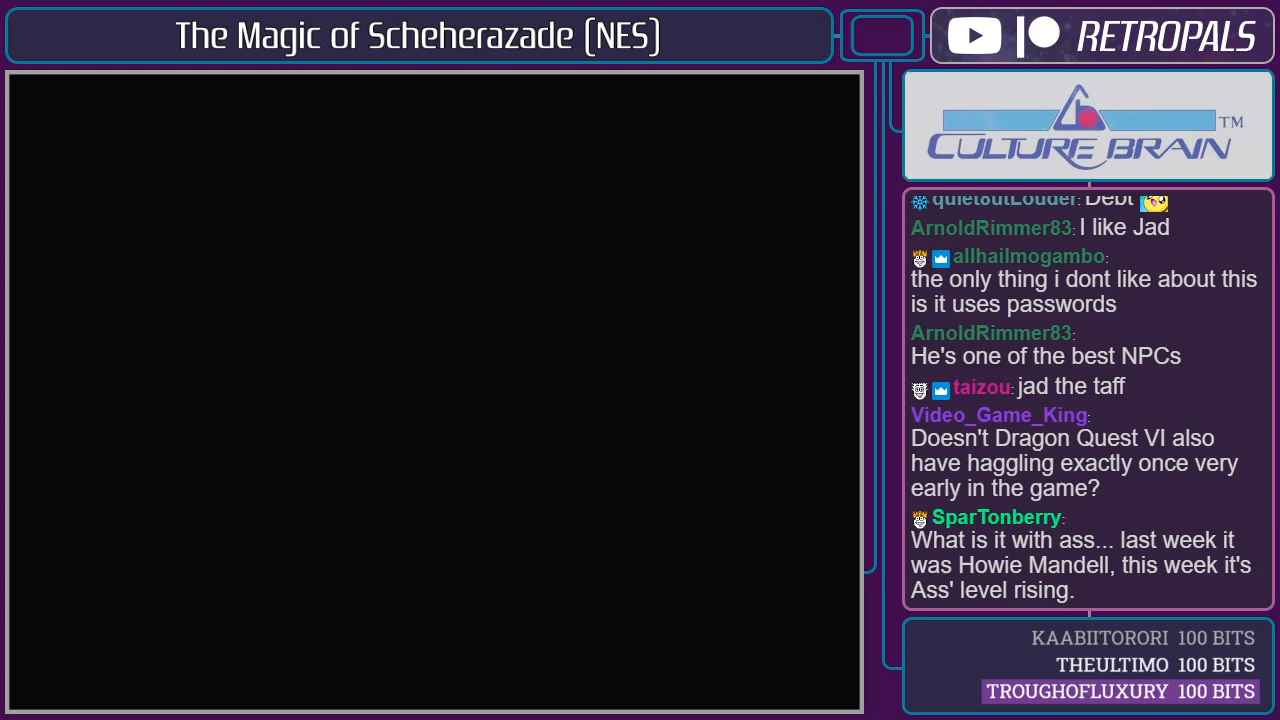 The Magic of Scheherazade (NES)
RETROPALS
CULTURE BRAIN TM
quiet8utLouder: Debt
ArnoldRimmer83: I like Jad
allhailmogambo:
the only thing i dont like about this
is it uses passwords
ArnoldRimmer83:
He's one of the best NPCs
taizou: jad the taff
Video_Game_King:
Doesn't Dragon Quest VI also
have haggling exactly once very
early in the game?
SparTonberry:
What is it with ass... last week it
was Howie Mandell, this week it's
Ass' level rising.
KAABIITORORI 100 BITS
THEULTIMO 100 BITS
TROUGHOFLUXURY 100 BITS